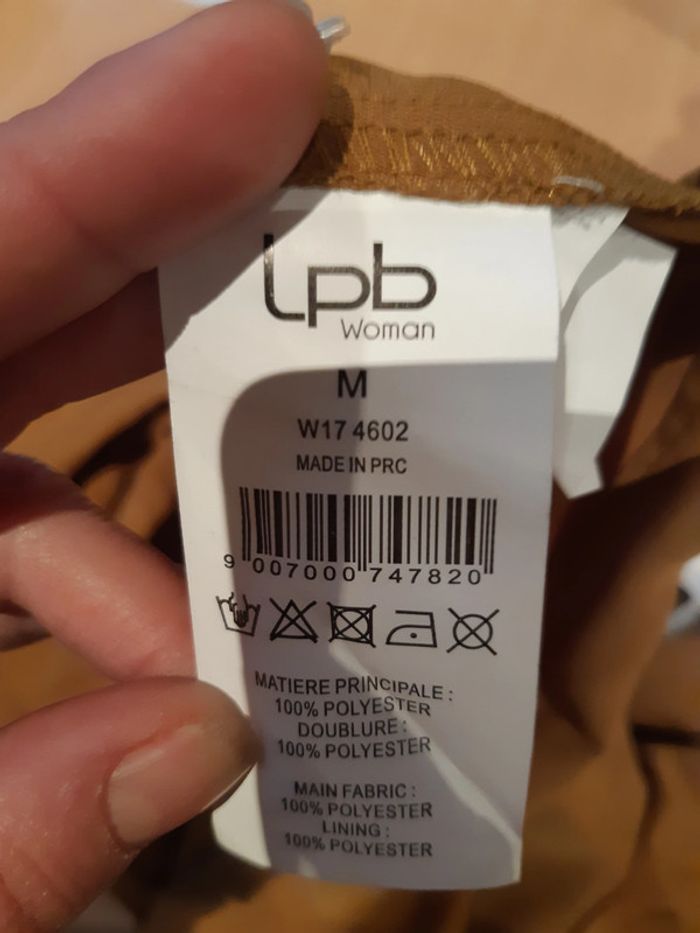 lpb
Woman
M
W17 4602
MADE IN PRC
9 007000 747820
MATIERE PRINCIPALE :
100% POLYESTER
DOUBLURE :
100% POLYESTER
MAIN FABRIC :
100% POLYESTER
LINING :
100% POLYESTER